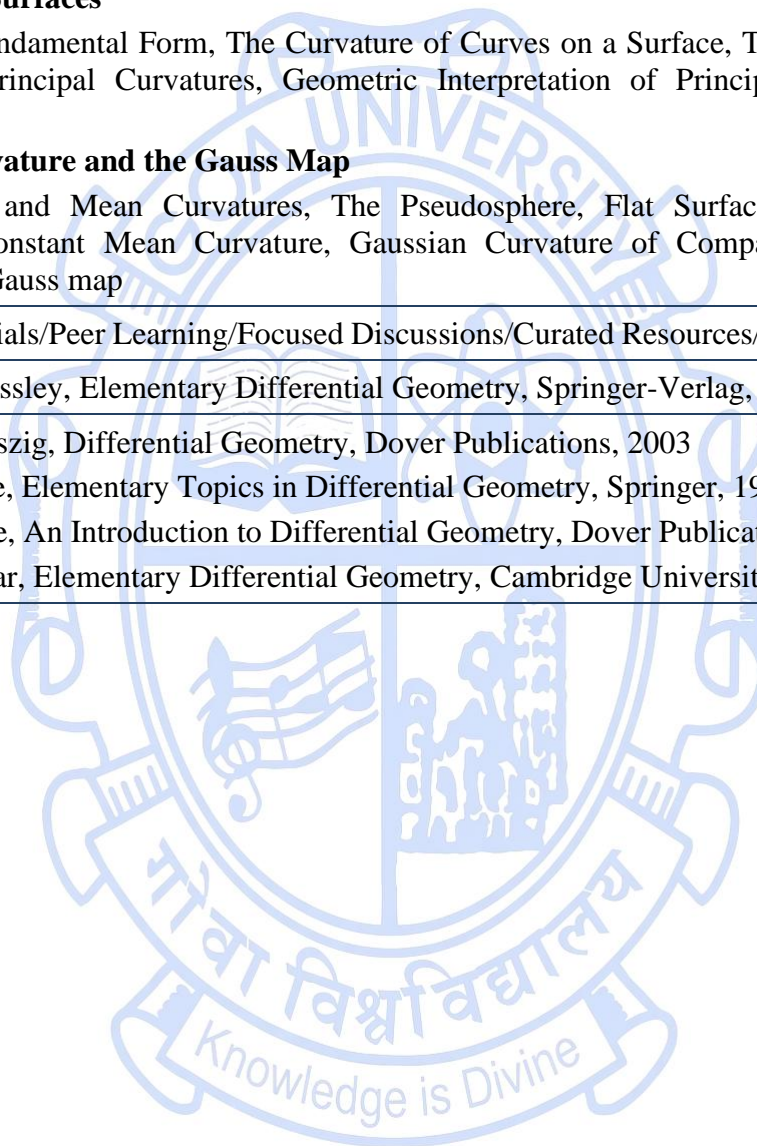 Surfaces
ndamental Form, The Curvature of Curves on a Surface, T
rincipal Curvatures, Geometric Interpretation of Princip
vature and the Gauss Map
and Mean Curvatures, The Pseudosphere, Flat Surfac
onstant Mean Curvature, Gaussian Curvature of Compa
Gauss map
ials/Peer Learning/Focused Discussions/Curated Resources/
ssley, Elementary Differential Geometry, Springer-Verlag,
szig, Differential Geometry, Dover Publications, 2003
e, Elementary Topics in Differential Geometry, Springer, 19
e, An Introduction to Differential Geometry, Dover Publicat
ar, Elementary Differential Geometry, Cambridge Universit
GOA UNIVERSITY
गोंवा विश्वविद्यालय
Knowledge is Divine